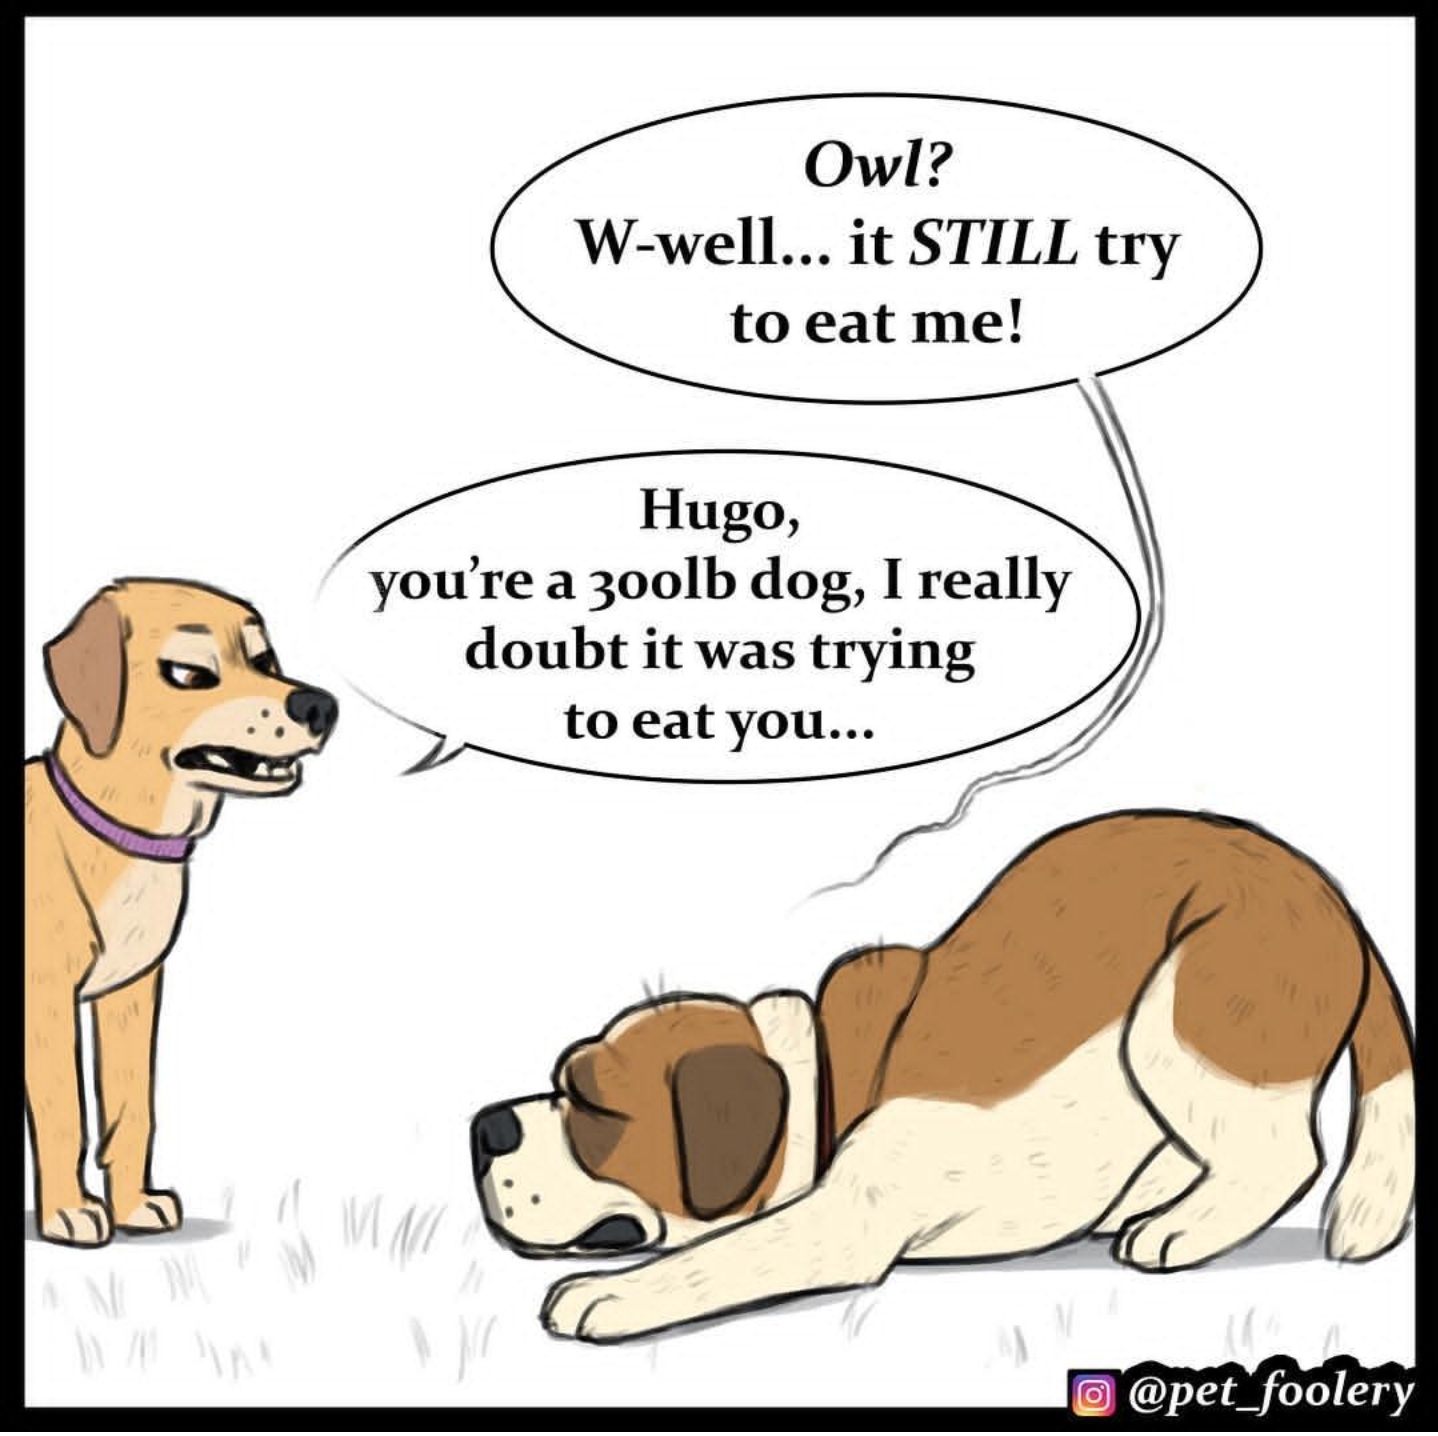 Owl?
W-well... it STILL try
to eat me!
Hugo,
you're a 300lb dog, I really
doubt it was trying
to eat you...
@pet_foolery